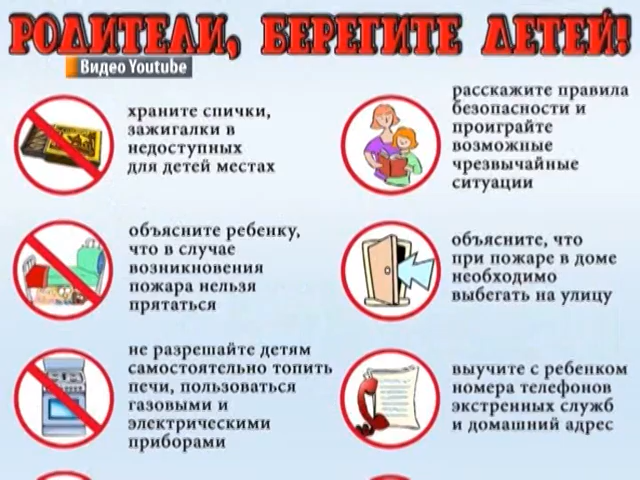 РОДИТЕЛИ, БЕРЕГИТЕ ДЕТЕЙ!
Видео Youtube
храните спички,
зажигалки в
недоступных
для детей местах
расскажите правила
безопасности и
проиграйте
возможные
чрезвычайные
ситуации
объясните ребенку,
что в случае
возникновения
пожара нельзя
прятаться
объясните, что
при пожаре в доме
необходимо
выбегать на улицу
не разрешайте детям
самостоятельно топить
печи, пользоваться
газовыми и
электрическими
приборами
выучите с ребенком
номера телефонов
экстренных служб
и домашний адрес